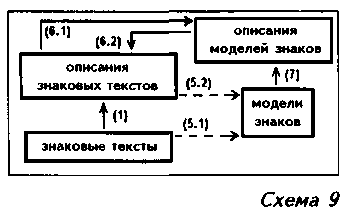 (6.1)
(6.2)
описания
моделей знаков
описания
знаковых текстов
(5.2)
(7)
модели
знаков
(1)
(5.1)
знаковые тексты
Схема 9